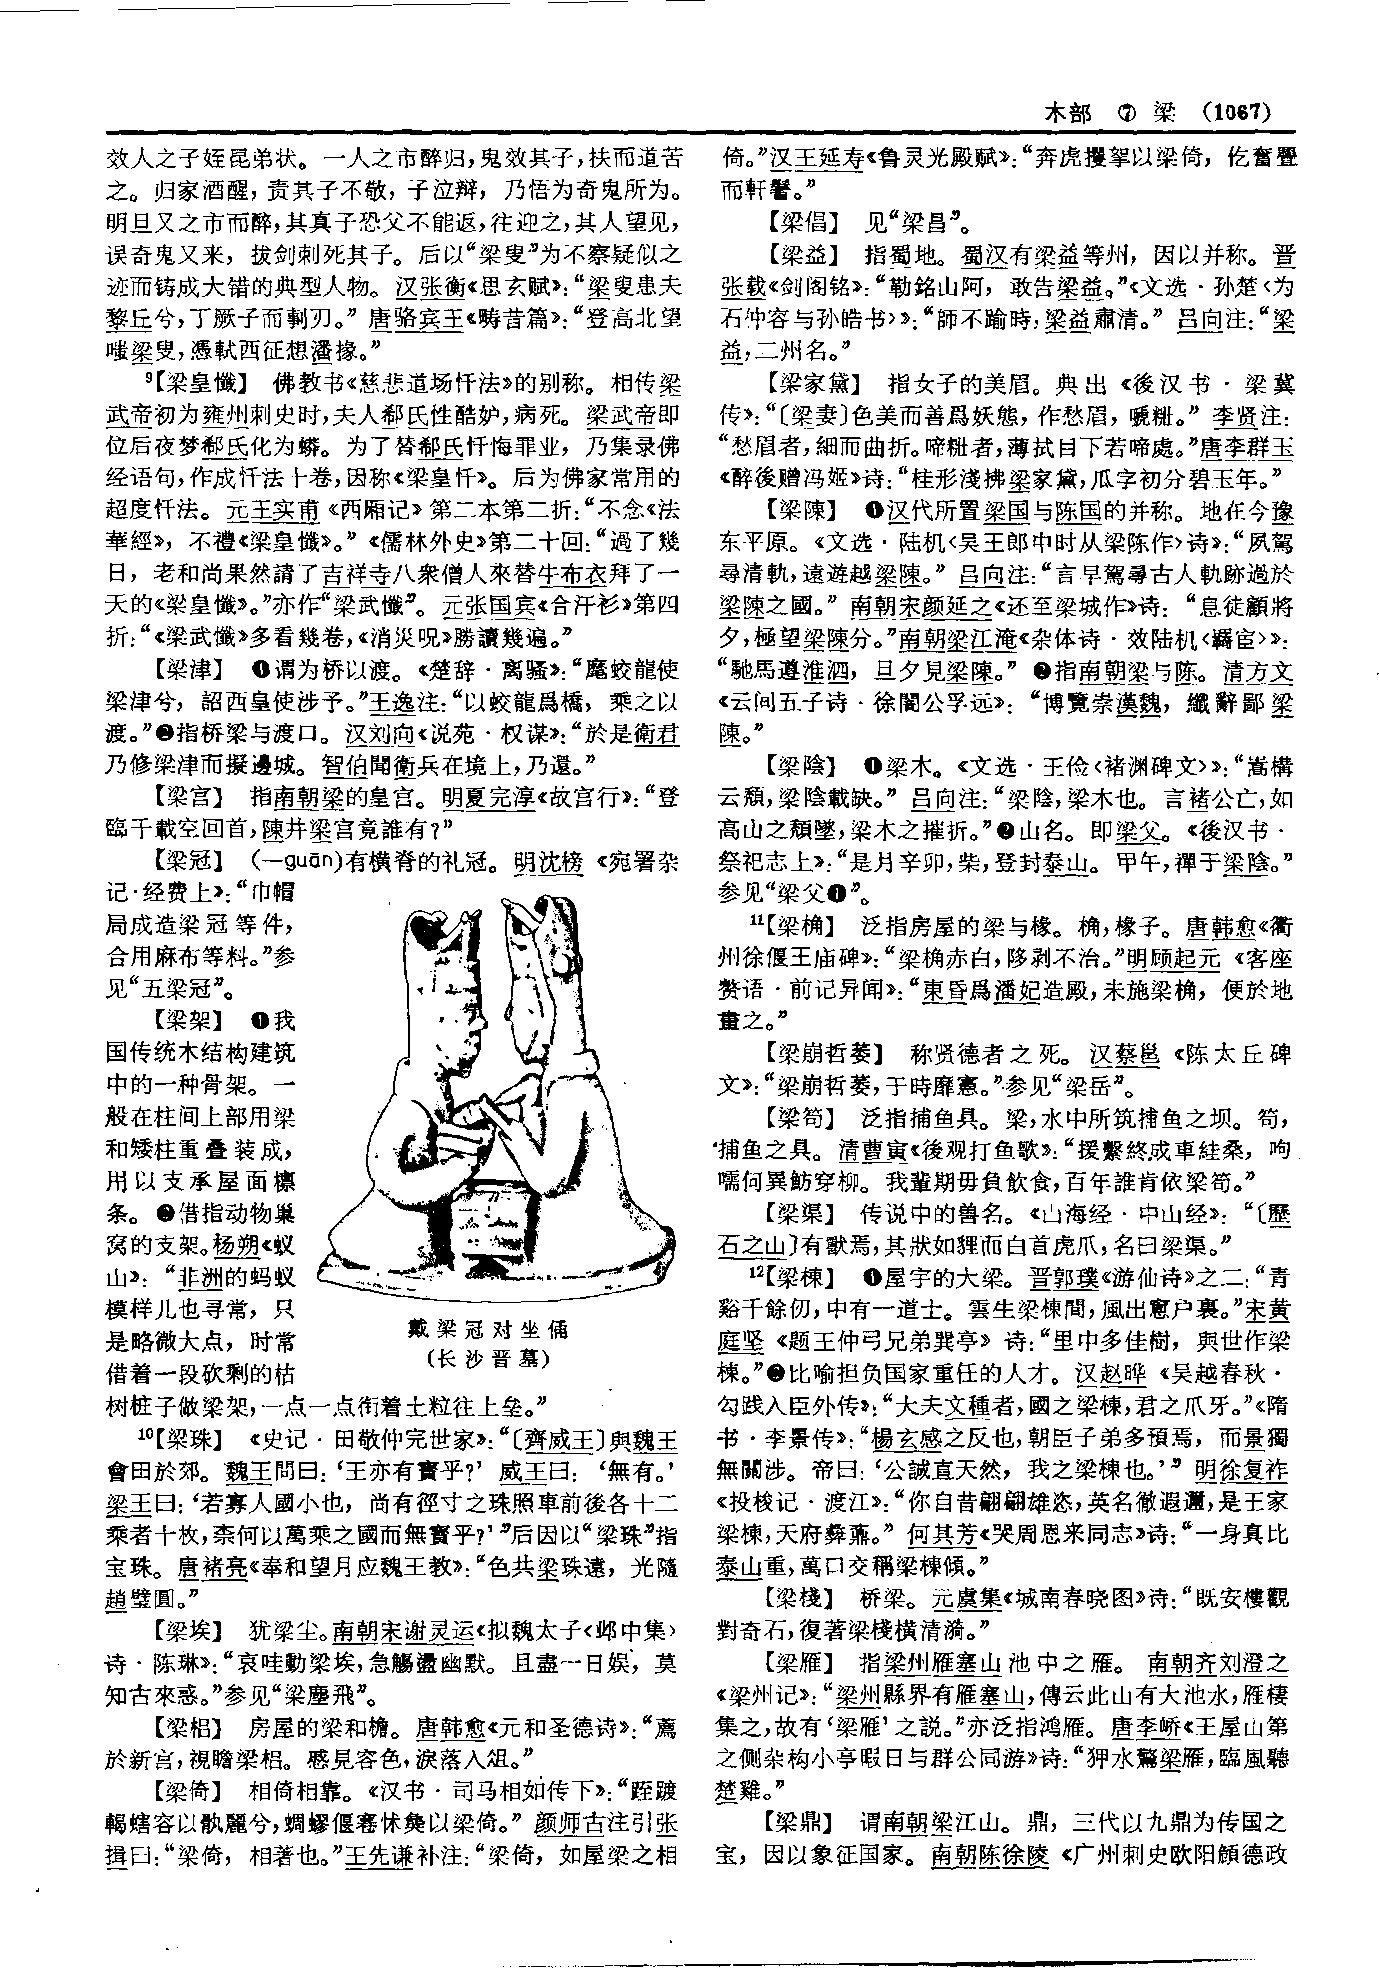 木部 ⑦ 梁 (1067)
效人之子姪昆弟状。一人之市醉归，鬼效其子，扶而道苦
之。归家酒醒，责其子不敬，子泣辩，乃悟为奇鬼所为。
明旦又之市而醉，其真子恐父不能返，往迎之，其人望见，
误奇鬼又来，拔剑刺死其子。后以“梁叟”为不察疑似之
迹而铸成大错的典型人物。汉张衡《思玄赋》：“梁叟患夫
黎丘兮，丁厥子而剚刃。”唐骆宾王《畴昔篇》：“登高北望
嗤梁叟，憑軾西征想潘掾。”
9【梁皇懺】 佛教书《慈悲道场忏法》的别称。相传梁
武帝初为雍州刺史时，夫人郗氏性酷妒，病死。梁武帝即
位后夜梦郗氏化为蟒。为了替郗氏忏悔罪业，乃集录佛
经语句，作成忏法十卷，因称《梁皇忏》。后为佛家常用的
超度忏法。元王实甫《西厢记》第二本第二折：“不念《法
華經》，不禮《梁皇懺》。”《儒林外史》第二十回：“過了幾
日，老和尚果然請了吉祥寺八衆僧人來替牛布衣拜了一
天的《梁皇懺》。”亦作“梁武懺”。元张国宾《合汗衫》第四
折：“《梁武懺》多看幾卷，《消災呪》勝讀幾遍。”
【梁津】 ❶谓为桥以渡。《楚辞·离骚》：“麾蛟龍使
梁津兮，詔西皇使涉予。”王逸注：“以蛟龍爲橋，乘之以
渡。”❷指桥梁与渡口。汉刘向《说苑·权谋》：“於是衛君
乃修梁津而擬邊城。智伯聞衛兵在境上，乃還。”
【梁宫】 指南朝梁的皇宫。明夏完淳《故宫行》：“登
臨千載空回首，陳井梁宫竟誰有？”
【梁冠】 (—guān)有横脊的礼冠。明沈榜《宛署杂
记·经费上》：“巾帽
局成造梁冠等件，
合用麻布等料。”参
见“五梁冠”。
【梁架】 ❶我
国传统木结构建筑
中的一种骨架。一
般在柱间上部用梁
和矮柱重叠装成，
用以支承屋面檩
条。❷借指动物巢
窝的支架。杨朔《蚁
山》：“非洲的蚂蚁
模样儿也寻常，只
是略微大点，时常
借着一段砍剩的枯
树桩子做梁架，一点一点衔着土粒往上垒。”
戴梁冠对坐俑
(长沙晋墓)
10【梁珠】 《史记·田敬仲完世家》：“〔齊威王〕與魏王
會田於郊。魏王問曰：‘王亦有寶乎？’威王曰：‘無有。’
梁王曰：‘若寡人國小也，尚有徑寸之珠照車前後各十二
乘者十枚，柰何以萬乘之國而無寶乎？’”后因以“梁珠”指
宝珠。唐褚亮《奉和望月应魏王教》：“色共梁珠遠，光隨
趙璧圓。”
【梁埃】 犹梁尘。南朝宋谢灵运《拟魏太子〈邺中集〉
诗·陈琳》：“哀哇動梁埃，急觴盪幽默。且盡一日娱，莫
知古來惑。”参见“梁塵飛”。
【梁梠】 房屋的梁和檐。唐韩愈《元和圣德诗》：“薦
於新宫，視瞻梁梠。慼見容色，淚落入俎。”
【梁倚】 相倚相靠。《汉书·司马相如传下》：“跮踱
輵螛容以骫麗兮，蜩蟉偃寋怵㚟以梁倚。”颜师古注引张
揖曰：“梁倚，相著也。”王先谦补注：“梁倚，如屋梁之相
倚。”汉王延寿《鲁灵光殿赋》：“奔虎攫挐以梁倚，仡奮舋
而軒鬐。”
【梁倡】 见“梁昌”。
【梁益】 指蜀地。蜀汉有梁益等州，因以并称。晋
张载《剑阁铭》：“勒銘山阿，敢告梁益。”《文选·孙楚〈为
石仲容与孙皓书〉》：“師不踰時，梁益肅清。”吕向注：“梁
益，二州名。”
【梁家黛】 指女子的美眉。典出《後汉书·梁冀
传》：“〔梁妻〕色美而善爲妖態，作愁眉，嗁粧。”李贤注：
“愁眉者，細而曲折。啼粧者，薄拭目下若啼處。”唐李群玉
《醉後赠冯姬》诗：“桂形淺拂梁家黛，瓜字初分碧玉年。”
【梁陳】 ❶汉代所置梁国与陈国的并称。地在今豫
东平原。《文选·陆机〈吴王郎中时从梁陈作〉诗》：“夙駕
尋清軌，遠遊越梁陳。”吕向注：“言早駕尋古人軌跡過於
梁陳之國。”南朝宋颜延之《还至梁城作》诗：“息徒顧將
夕，極望梁陳分。”南朝梁江淹《杂体诗·效陆机〈羈宦〉》：
“馳馬遵淮泗，旦夕見梁陳。”❷指南朝梁与陈。清方文
《云间五子诗·徐闇公孚远》：“博覽崇漢魏，纖辭鄙梁
陳。”
【梁陰】 ❶梁木。《文选·王俭〈褚渊碑文〉》：“嵩構
云頹，梁陰載缺。”吕向注：“梁陰，梁木也。言褚公亡，如
高山之頹墜，梁木之摧折。”❷山名。即梁父。《後汉书·
祭祀志上》：“是月辛卯，柴，登封泰山。甲午，禪于梁陰。”
参见“梁父❶”。
11【梁桷】 泛指房屋的梁与椽。桷，椽子。唐韩愈《衢
州徐偃王庙碑》：“梁桷赤白，陊剥不治。”明顾起元《客座
赘语·前记异闻》：“東昏爲潘妃造殿，未施梁桷，便於地
畫之。”
【梁崩哲萎】 称贤德者之死。汉蔡邕《陈太丘碑
文》：“梁崩哲萎，于時靡憲。”参见“梁岳”。
【梁笱】 泛指捕鱼具。梁，水中所筑捕鱼之坝。笱，
捕鱼之具。清曹寅《後观打鱼歌》：“援繫終成車絓桑，呴
嚅何異魴穿柳。我輩期毋負飲食，百年誰肯依梁笱。”
【梁渠】 传说中的兽名。《山海经·中山经》：“〔歷
石之山〕有獸焉，其狀如貍而白首虎爪，名曰梁渠。”
12【梁棟】 ❶屋宇的大梁。晋郭璞《游仙诗》之二：“青
谿千餘仞，中有一道士。雲生梁棟間，風出窻户裏。”宋黄
庭坚《题王仲弓兄弟巽亭》诗：“里中多佳樹，與世作梁
棟。”❷比喻担负国家重任的人才。汉赵晔《吴越春秋·
勾践入臣外传》：“大夫文種者，國之梁棟，君之爪牙。”《隋
书·李景传》：“楊玄感之反也，朝臣子弟多預焉，而景獨
無關涉。帝曰：‘公誠直天然，我之梁棟也。’”明徐复祚
《投梭记·渡江》：“你自昔翩翩雄恣，英名徹遐邇，是王家
梁棟，天府彝鼐。”何其芳《哭周恩来同志》诗：“一身真比
泰山重，萬口交稱梁棟傾。”
【梁棧】 桥梁。元虞集《城南春晓图》诗：“既安樓觀
對奇石，復著梁棧横清漪。”
【梁雁】 指梁州雁塞山池中之雁。南朝齐刘澄之
《梁州记》：“梁州縣界有雁塞山，傳云此山有大池水，雁棲
集之，故有‘梁雁’之説。”亦泛指鸿雁。唐李峤《王屋山第
之侧杂构小亭暇日与群公同游》诗：“狎水驚梁雁，臨風聽
楚雞。”
【梁鼎】 谓南朝梁江山。鼎，三代以九鼎为传国之
宝，因以象征国家。南朝陈徐陵《广州刺史欧阳頠德政